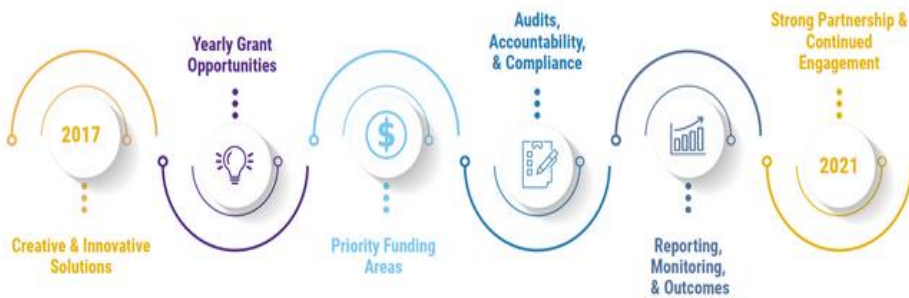 2017
Creative & Innovative
Solutions
Yearly Grant
Opportunities
$
Priority Funding
Areas
Audits,
Accountability,
& Compliance
Reporting,
Monitoring,
& Outcomes
Strong Partnership &
Continued
Engagement
2021